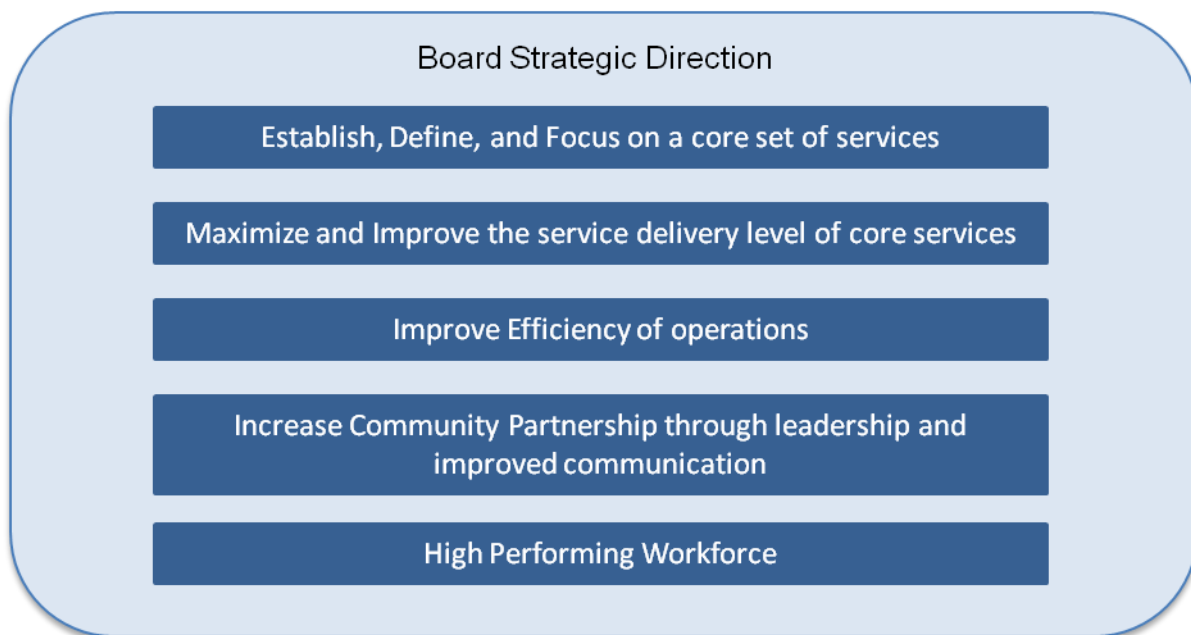 Board Strategic Direction
Establish, Define, and Focus on a core set of services
Maximize and Improve the service delivery level of core services
Improve Efficiency of operations
Increase Community Partnership through leadership and
improved communication
High Performing Workforce